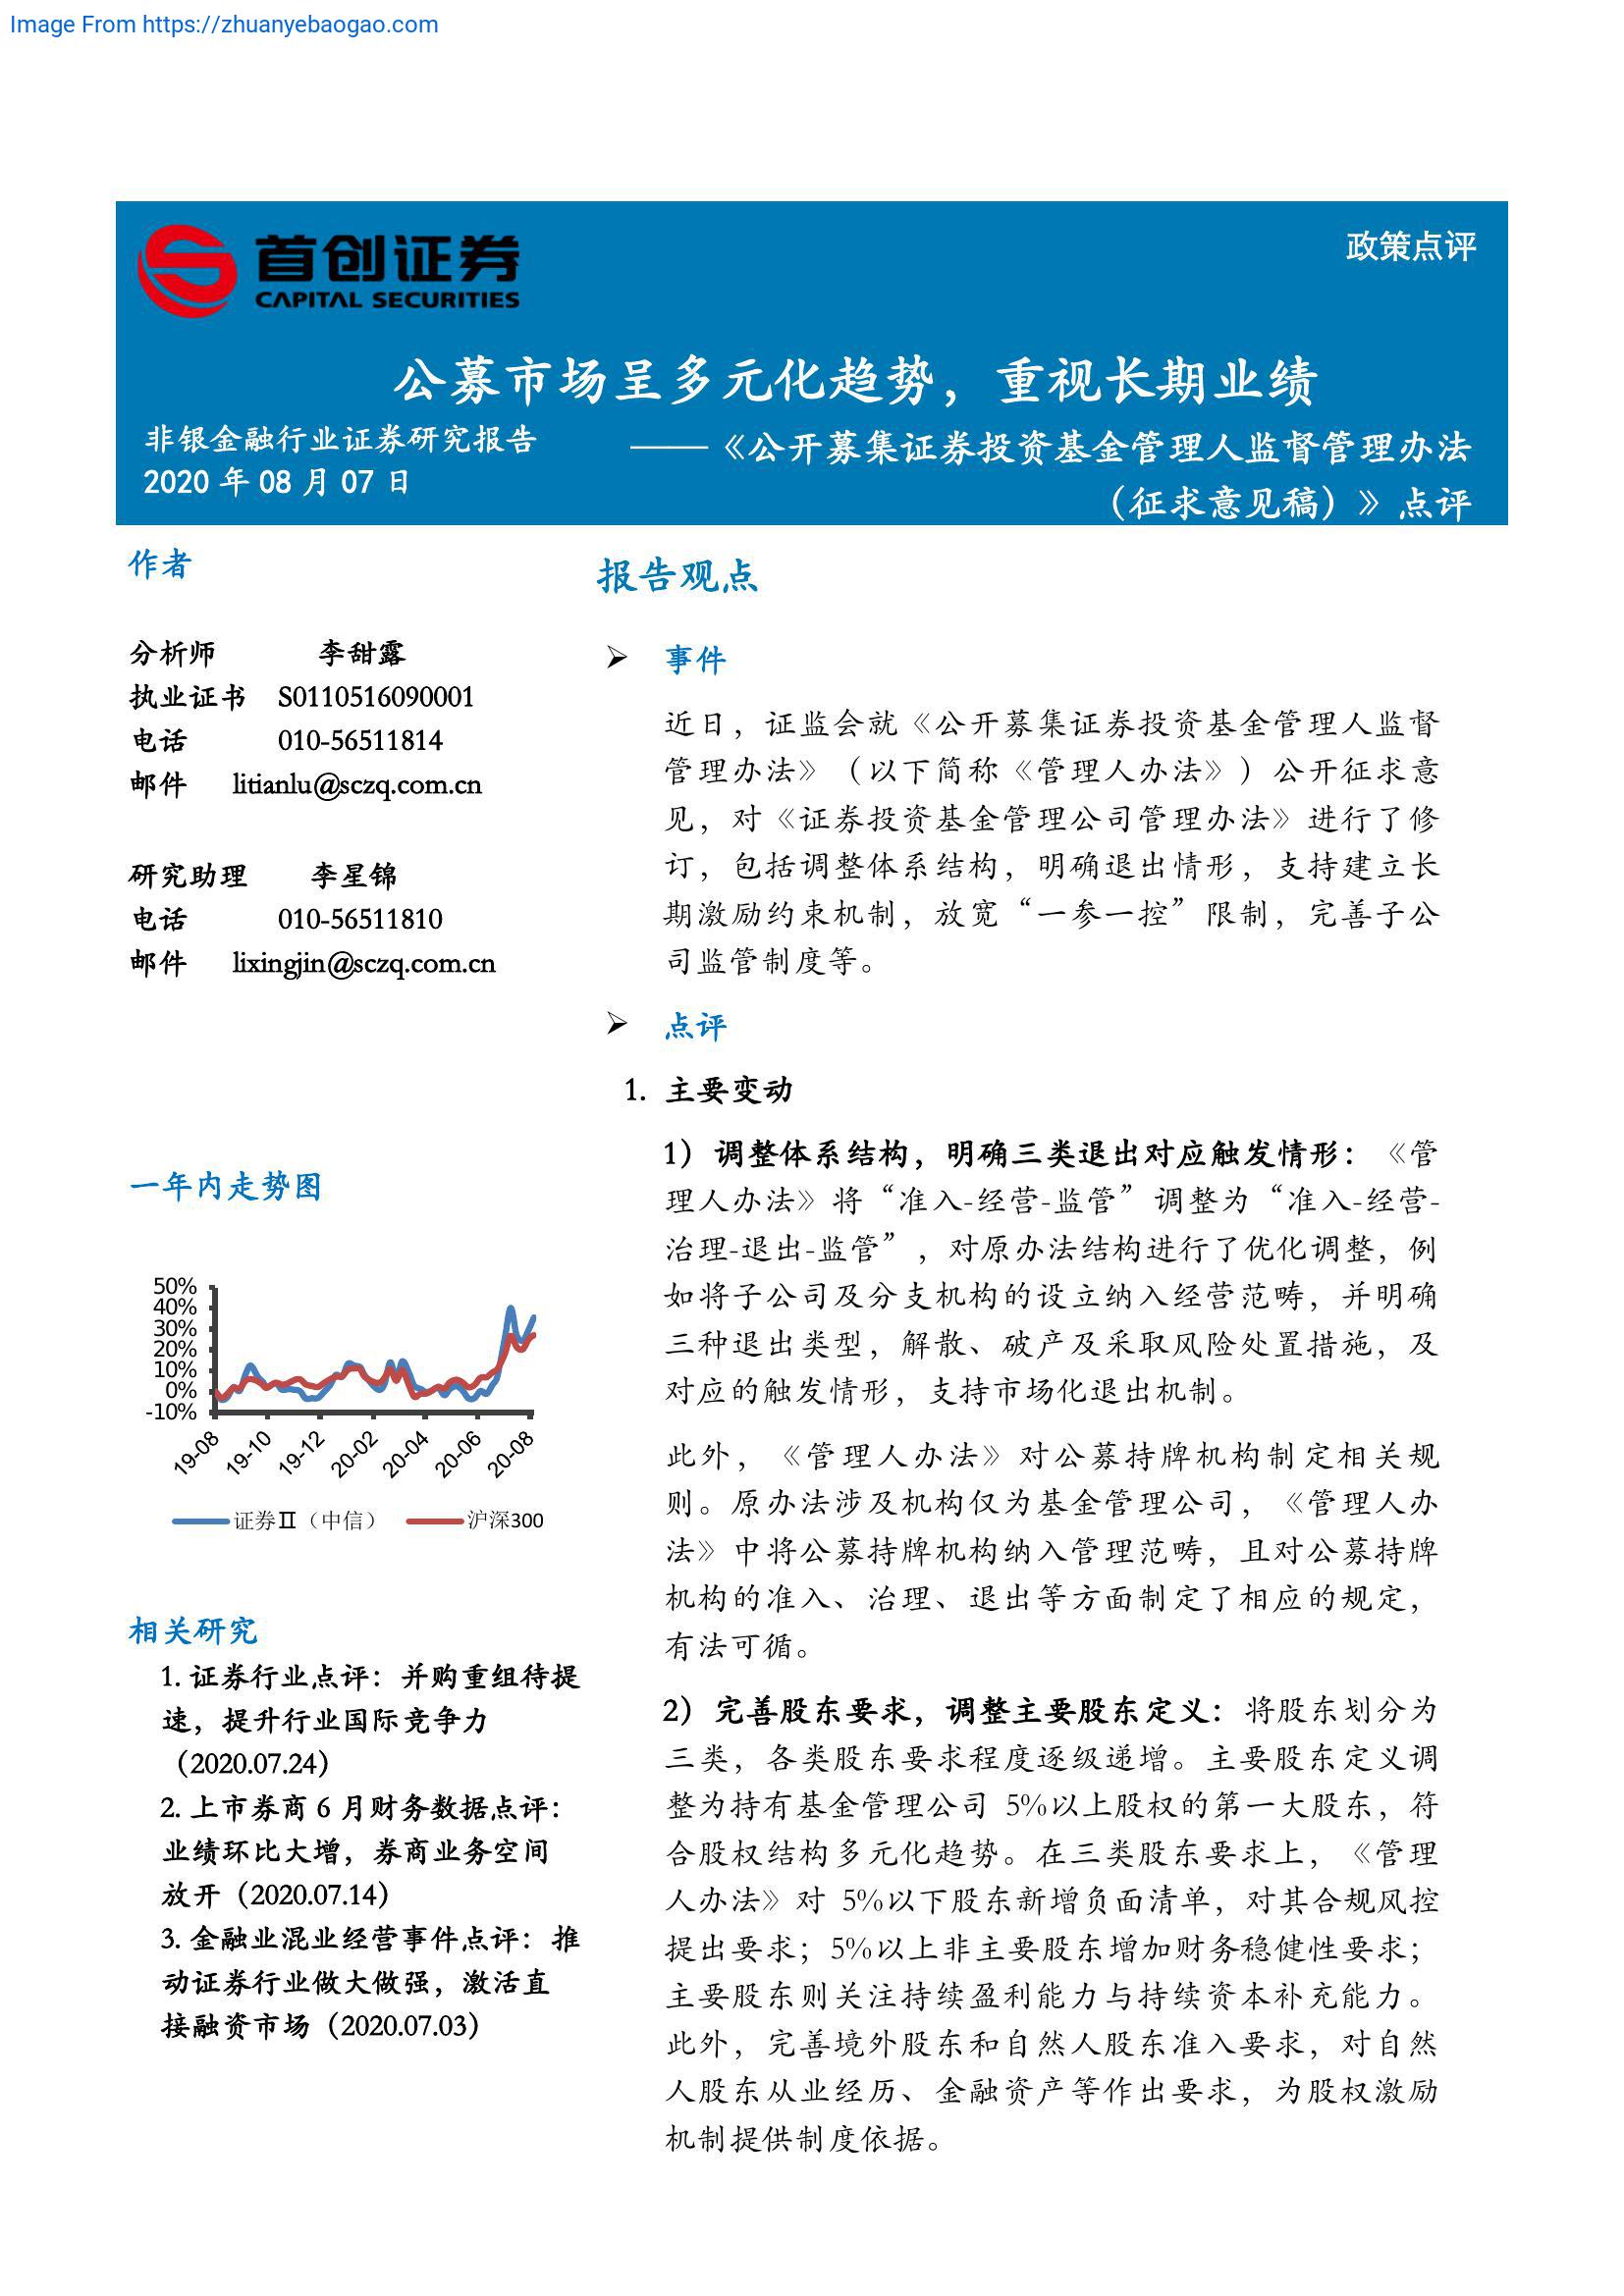 Image From https://zhuanyebaogao.com
首创证券
CAPITAL SECURITIES
政策点评
公募市场呈多元化趋势，重视长期业绩
非银金融行业证券研究报告
2020 年 08 月 07 日
——《公开募集证券投资基金管理人监督管理办法
（征求意见稿）》点评
作者
分析师 李甜露
执业证书 S0110516090001
电话 010-56511814
邮件 litianlu@sczq.com.cn
研究助理 李星锦
电话 010-56511810
邮件 lixingjin@sczq.com.cn
一年内走势图
50%
40%
30%
20%
10%
0%
-10%
19-08 19-10 19-12 20-02 20-04 20-06 20-08
证券Ⅱ（中信） 沪深300
相关研究
1. 证券行业点评：并购重组待提
速，提升行业国际竞争力
（2020.07.24）
2. 上市券商 6 月财务数据点评：
业绩环比大增，券商业务空间
放开（2020.07.14）
3. 金融业混业经营事件点评：推
动证券行业做大做强，激活直
接融资市场（2020.07.03）
报告观点
➢ 事件
近日，证监会就《公开募集证券投资基金管理人监督
管理办法》（以下简称《管理人办法》）公开征求意
见，对《证券投资基金管理公司管理办法》进行了修
订，包括调整体系结构，明确退出情形，支持建立长
期激励约束机制，放宽“一参一控”限制，完善子公
司监管制度等。
➢ 点评
1. 主要变动
1）调整体系结构，明确三类退出对应触发情形：《管
理人办法》将“准入-经营-监管”调整为“准入-经营-
治理-退出-监管”，对原办法结构进行了优化调整，例
如将子公司及分支机构的设立纳入经营范畴，并明确
三种退出类型，解散、破产及采取风险处置措施，及
对应的触发情形，支持市场化退出机制。
此外，《管理人办法》对公募持牌机构制定相关规
则。原办法涉及机构仅为基金管理公司，《管理人办
法》中将公募持牌机构纳入管理范畴，且对公募持牌
机构的准入、治理、退出等方面制定了相应的规定，
有法可循。
2）完善股东要求，调整主要股东定义：将股东划分为
三类，各类股东要求程度逐级递增。主要股东定义调
整为持有基金管理公司 5%以上股权的第一大股东，符
合股权结构多元化趋势。在三类股东要求上，《管理
人办法》对 5%以下股东新增负面清单，对其合规风控
提出要求；5%以上非主要股东增加财务稳健性要求；
主要股东则关注持续盈利能力与持续资本补充能力。
此外，完善境外股东和自然人股东准入要求，对自然
人股东从业经历、金融资产等作出要求，为股权激励
机制提供制度依据。